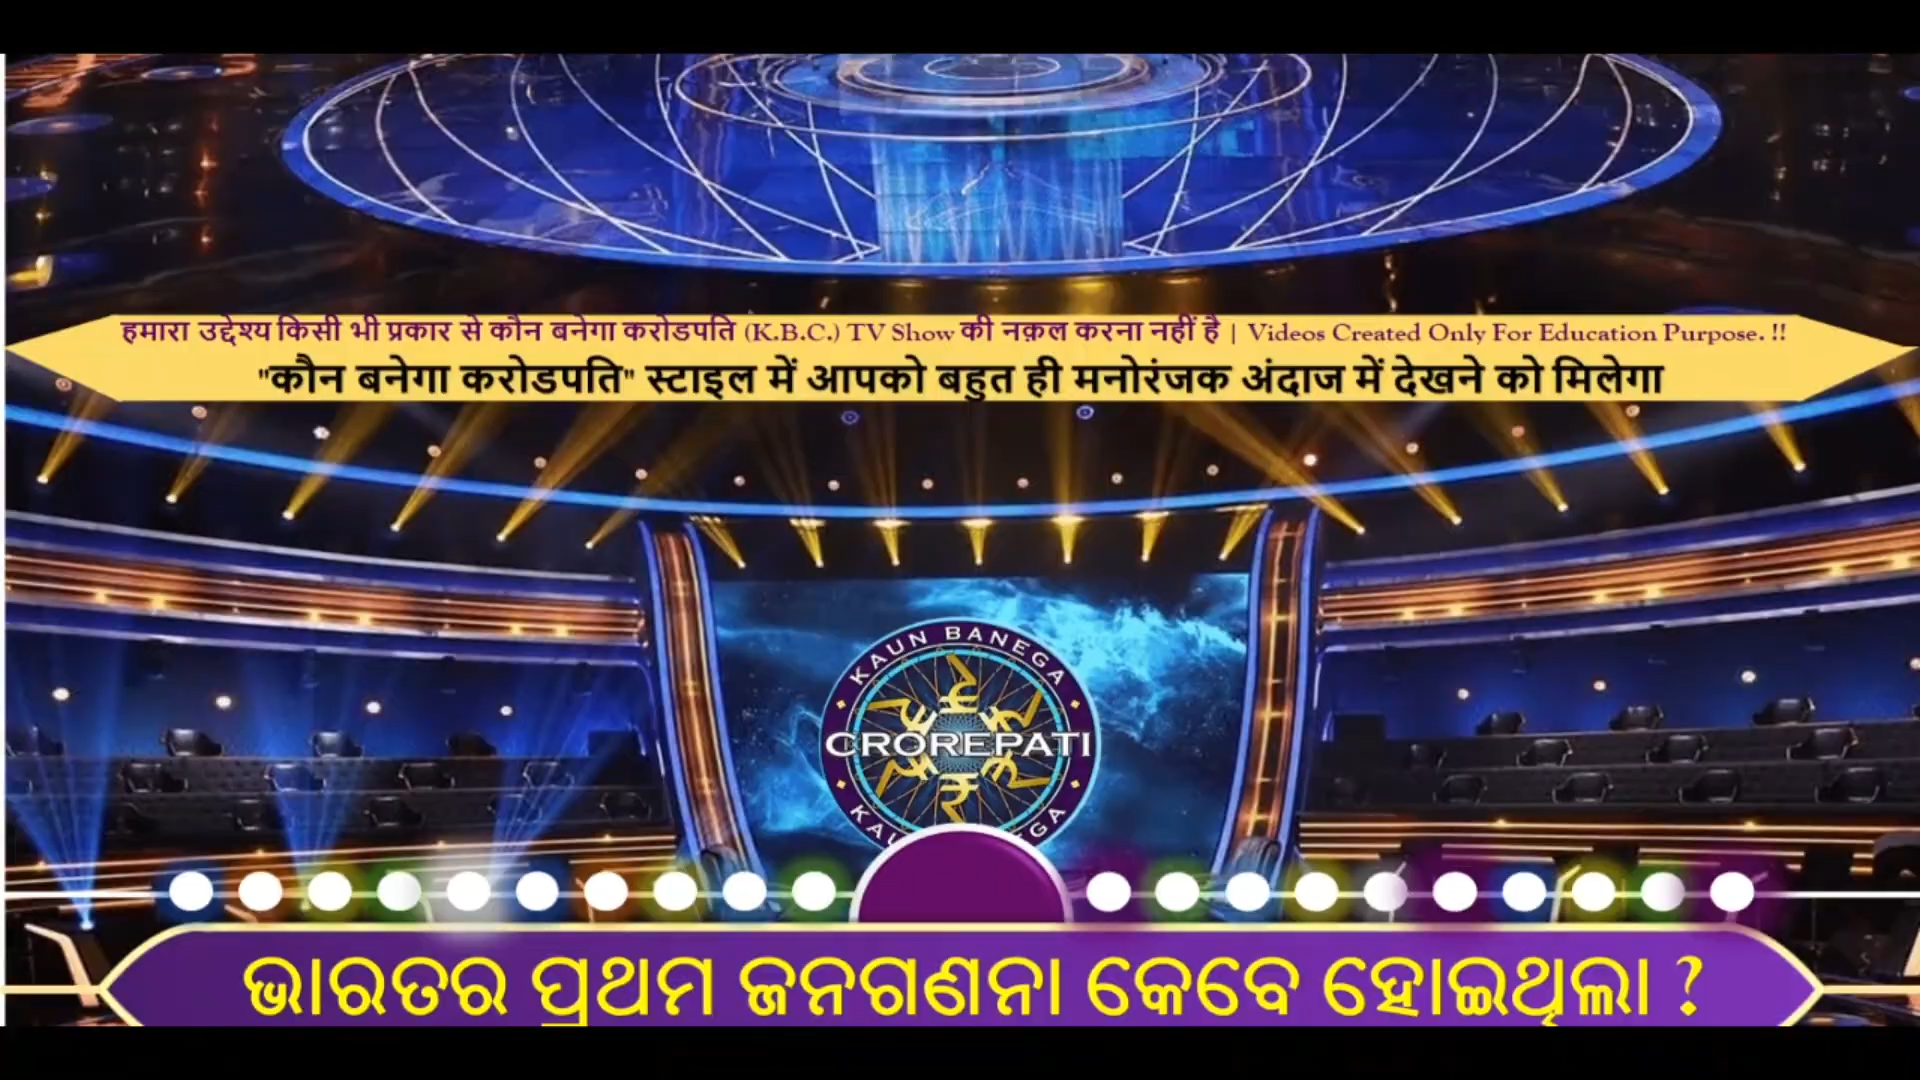 हमारा उद्देश्य किसी भी प्रकार से कौन बनेगा करोडपति (K.B.C.) TV Show की नक़ल करना नहीं है | Videos Created Only For Education Purpose. !!
"कौन बनेगा करोडपति" स्टाइल में आपको बहुत ही मनोरंजक अंदाज में देखने को मिलेगा
KAUN BANEGA
CROREPATI
ଭାରତର ପ୍ରଥମ ଜନଗଣନା କେବେ ହୋଇଥିଲା ?